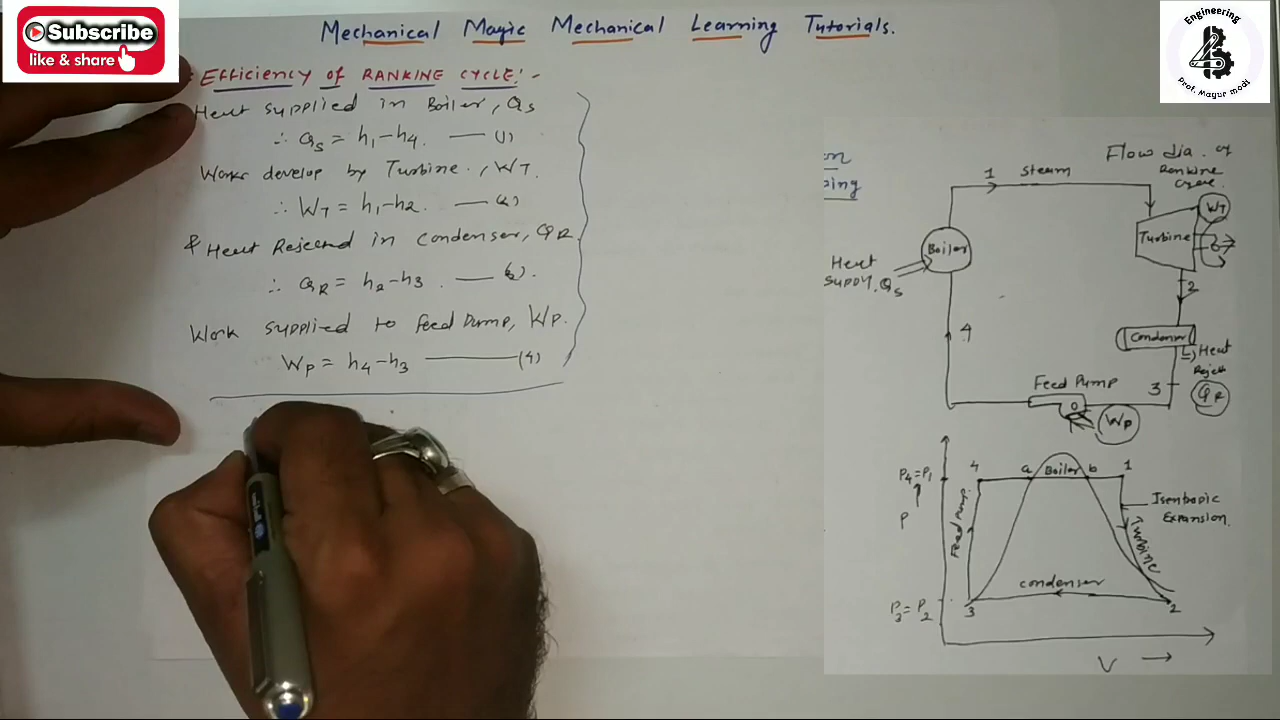 Subscribe
like & share
Mechanical Magic Mechanical Learning Tutorials.
Engineering
Prof. Mayur modi
Efficiency of RANKINE CYCLE:-
Heat supplied in Boiler, Qs
∴ Qs = h1-h4. (1)
Work develop by Turbine., WT.
∴ WT = h1-h2. (2)
& Heat Rejected in Condenser, QR
∴ QR = h2-h3. (3).
Work supplied to feed Pump, WP.
WP = h4-h3 (4)
Flow dia. of
Rankine
cycle.
1 Steam
WT
Turbine
Boiler
Heat
supply. Qs
2
Condenser
Heat
Reject
QR
3
4
Feed Pump
WP
P4=P1
4 a Boiler b 1
P
Feed Pump
Isentropic
Expansion.
Turbine
condenser
P3=P2
3
2
V